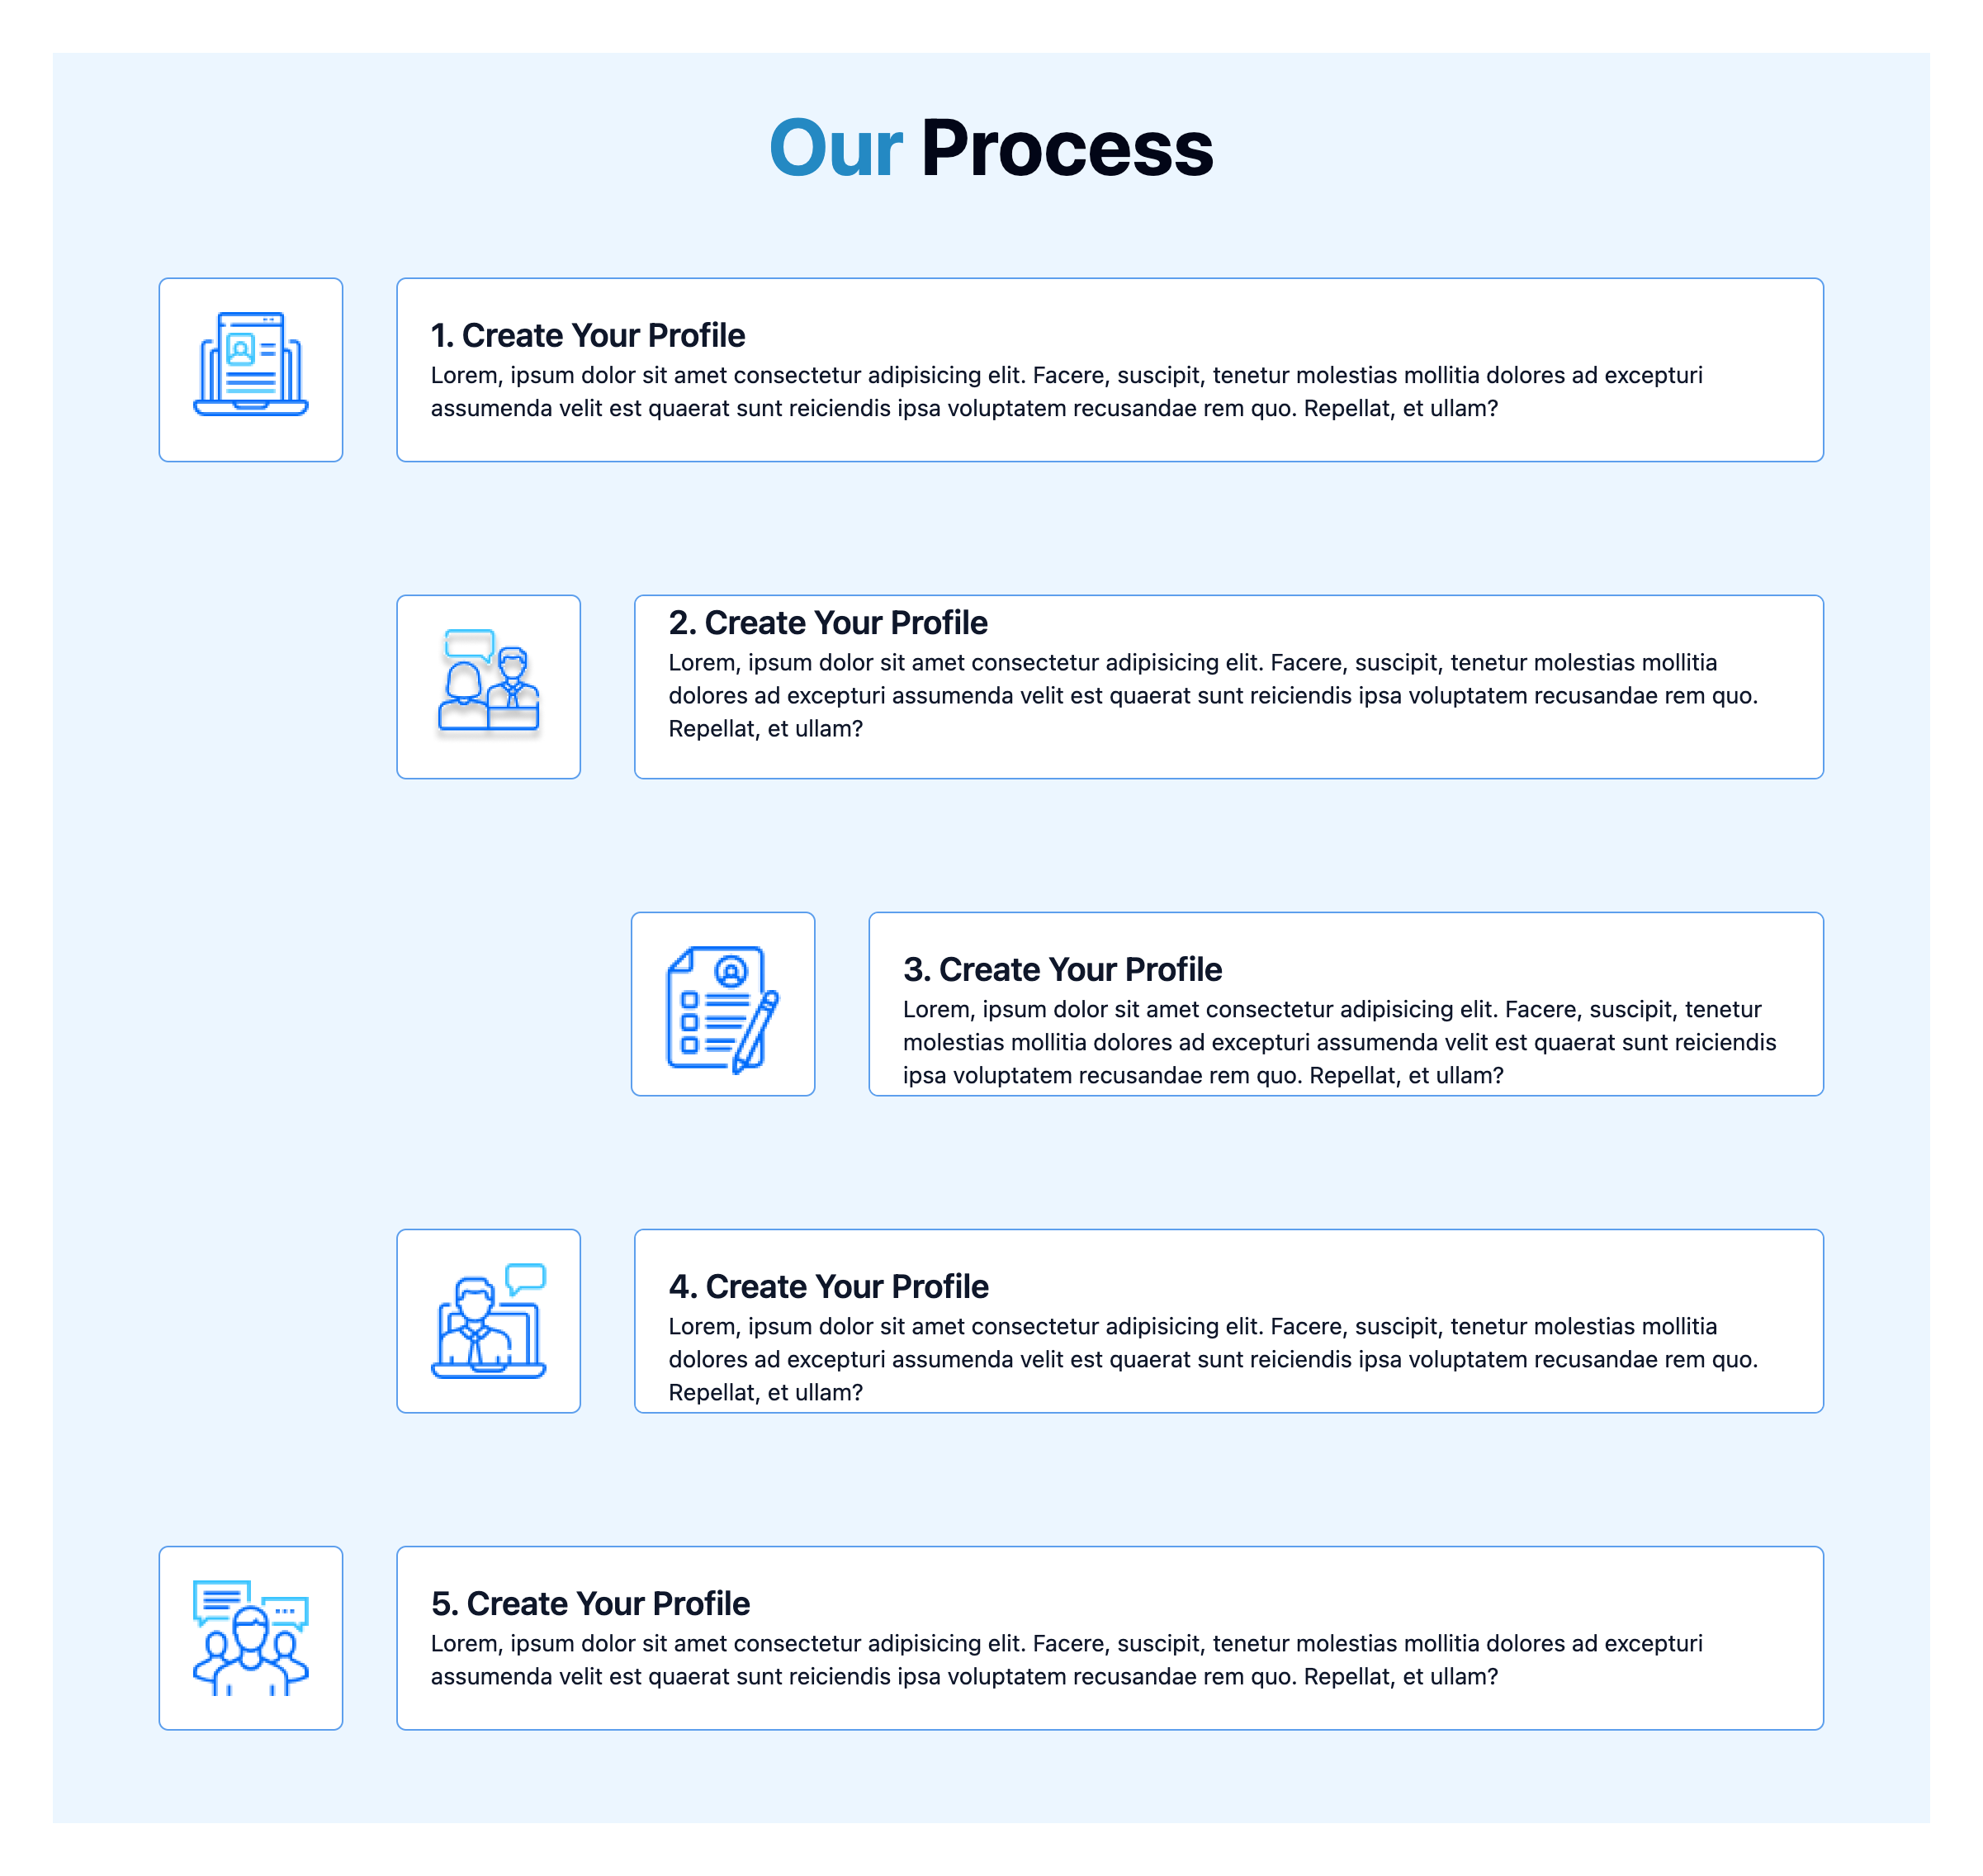 Our Process
1. Create Your Profile
Lorem, ipsum dolor sit amet consectetur adipisicing elit. Facere, suscipit, tenetur molestias mollitia dolores ad excepturi
assumenda velit est quaerat sunt reiciendis ipsa voluptatem recusandae rem quo. Repellat, et ullam?
2. Create Your Profile
Lorem, ipsum dolor sit amet consectetur adipisicing elit. Facere, suscipit, tenetur molestias mollitia
dolores ad excepturi assumenda velit est quaerat sunt reiciendis ipsa voluptatem recusandae rem quo.
Repellat, et ullam?
3. Create Your Profile
Lorem, ipsum dolor sit amet consectetur adipisicing elit. Facere, suscipit, tenetur
molestias mollitia dolores ad excepturi assumenda velit est quaerat sunt reiciendis
ipsa voluptatem recusandae rem quo. Repellat, et ullam?
4. Create Your Profile
Lorem, ipsum dolor sit amet consectetur adipisicing elit. Facere, suscipit, tenetur molestias mollitia
dolores ad excepturi assumenda velit est quaerat sunt reiciendis ipsa voluptatem recusandae rem quo.
Repellat, et ullam?
5. Create Your Profile
Lorem, ipsum dolor sit amet consectetur adipisicing elit. Facere, suscipit, tenetur molestias mollitia dolores ad excepturi
assumenda velit est quaerat sunt reiciendis ipsa voluptatem recusandae rem quo. Repellat, et ullam?